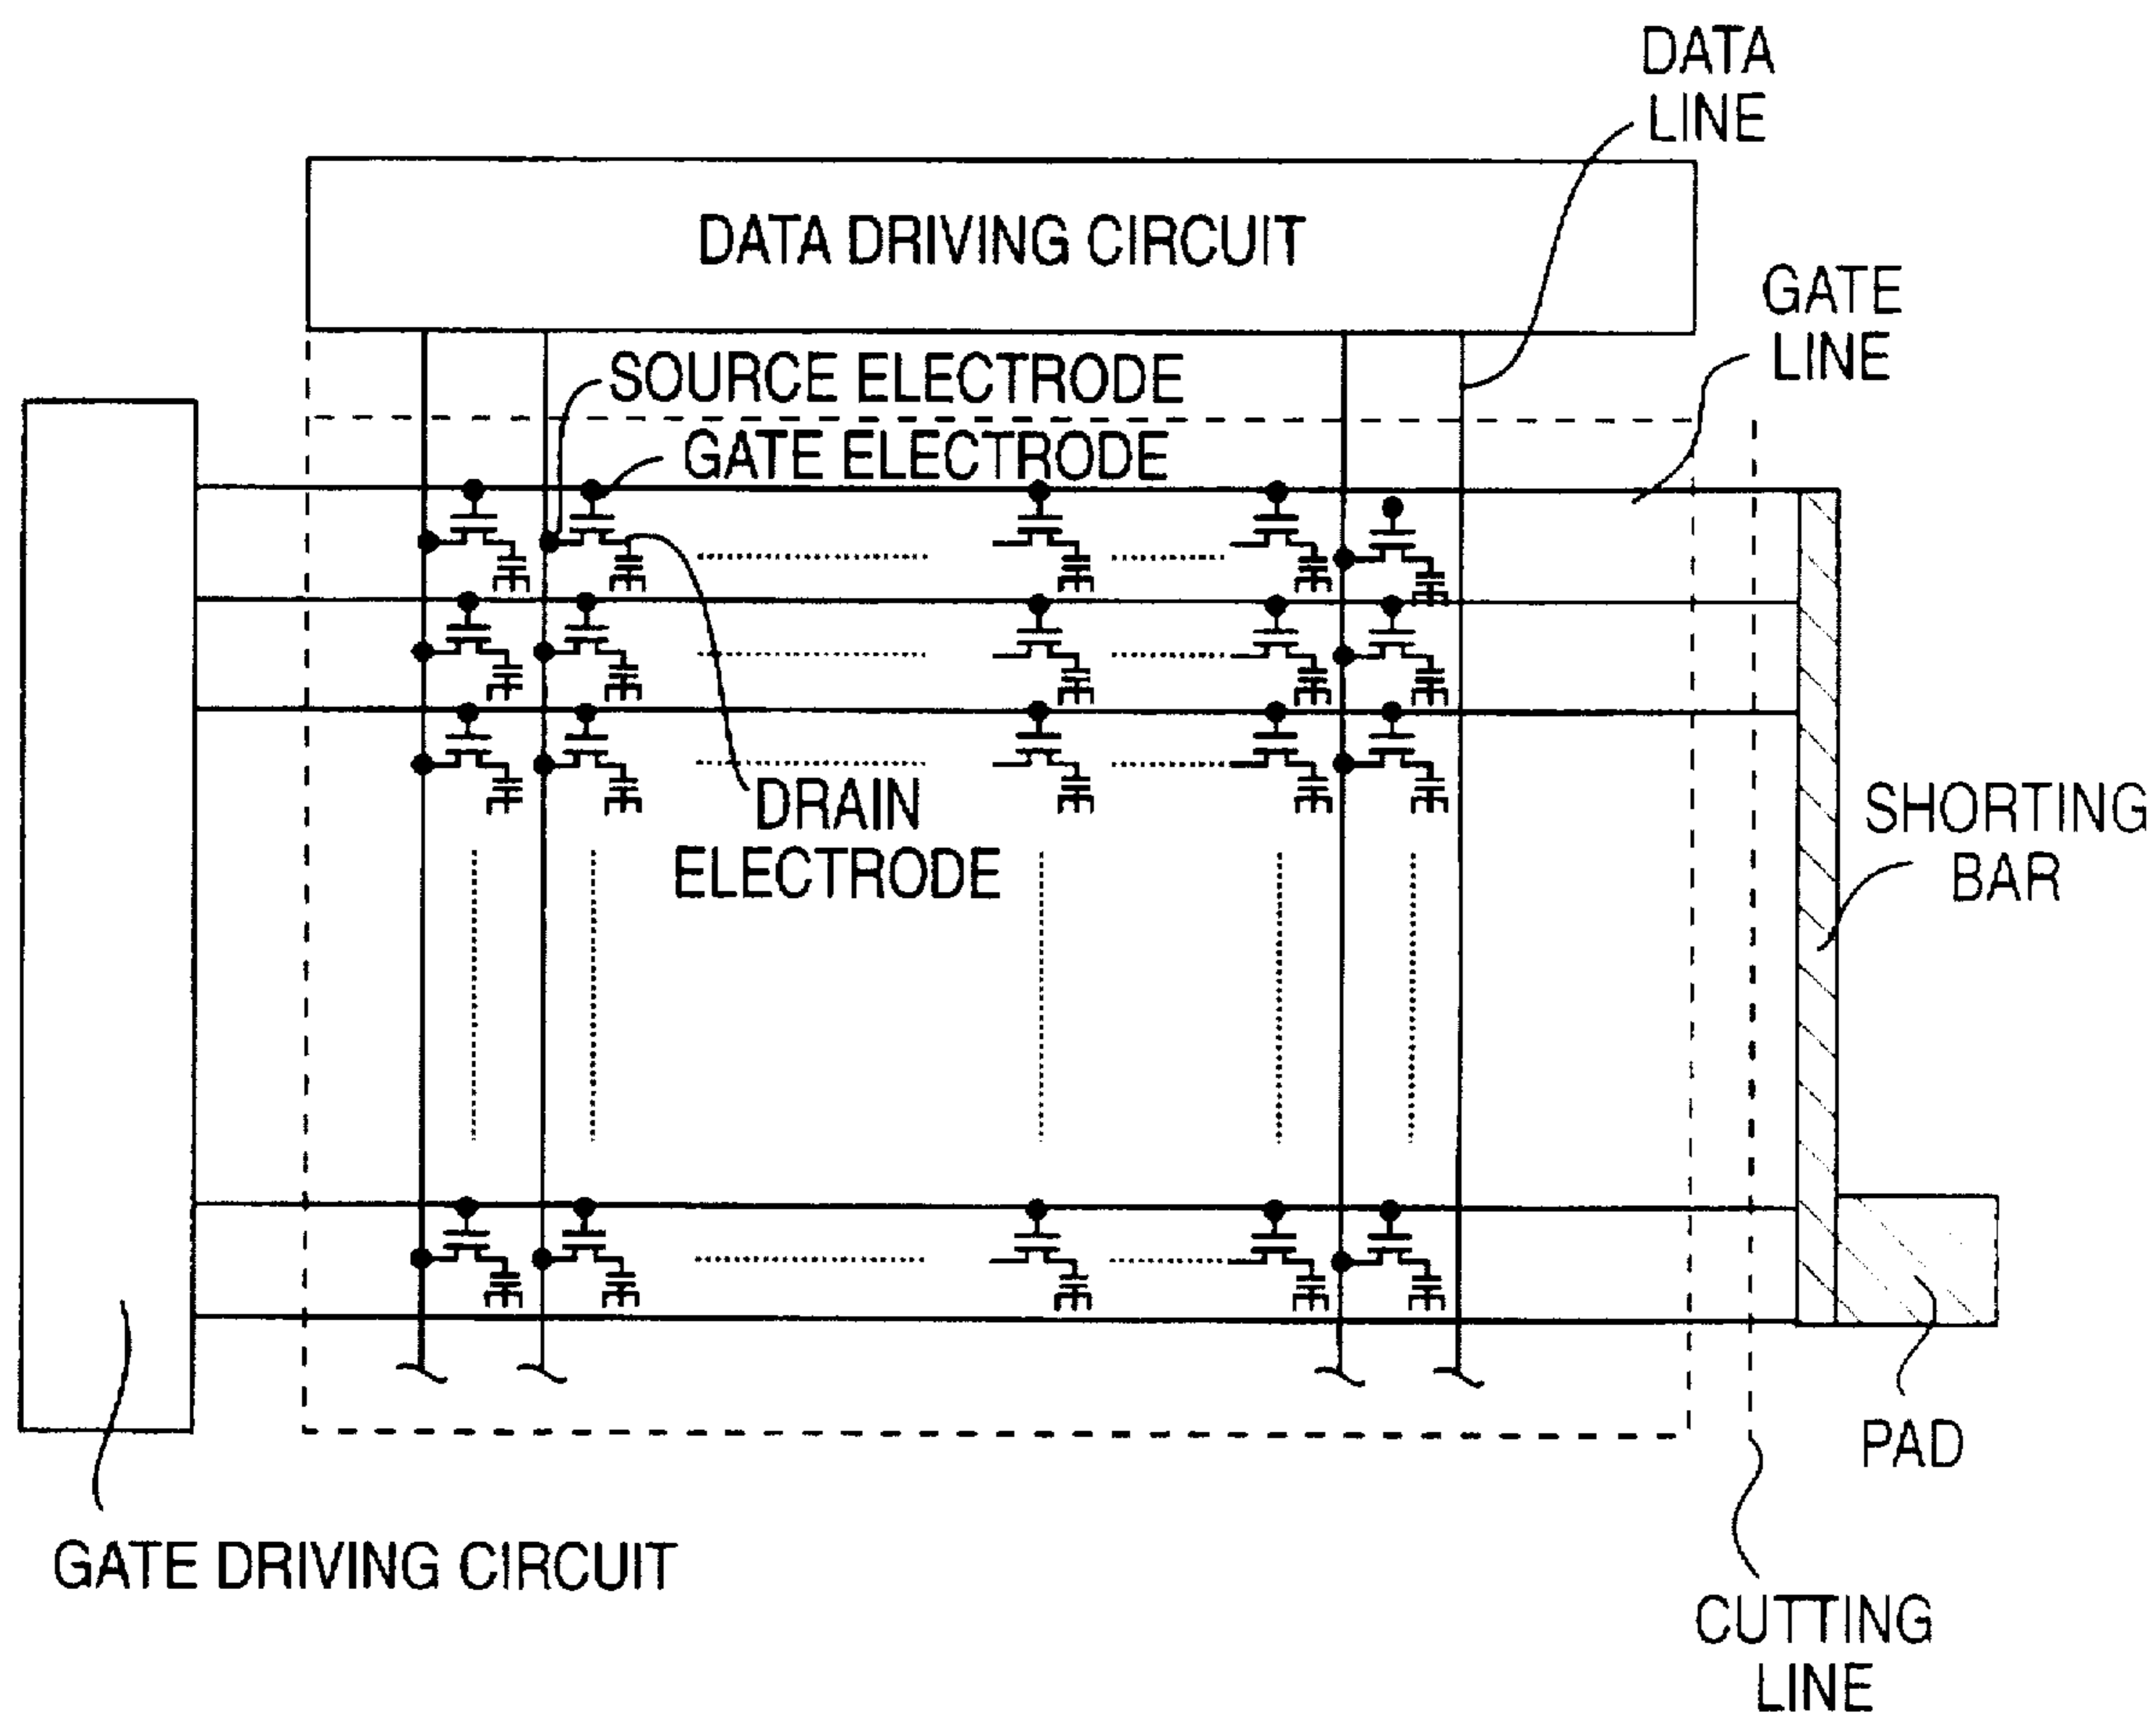 DATA
LINE
DATA DRIVING CIRCUIT
GATE
LINE
SOURCE ELECTRODE
GATE ELECTRODE
DRAIN
ELECTRODE
SHORTING
BAR
PAD
GATE DRIVING CIRCUIT
CUTTING
LINE